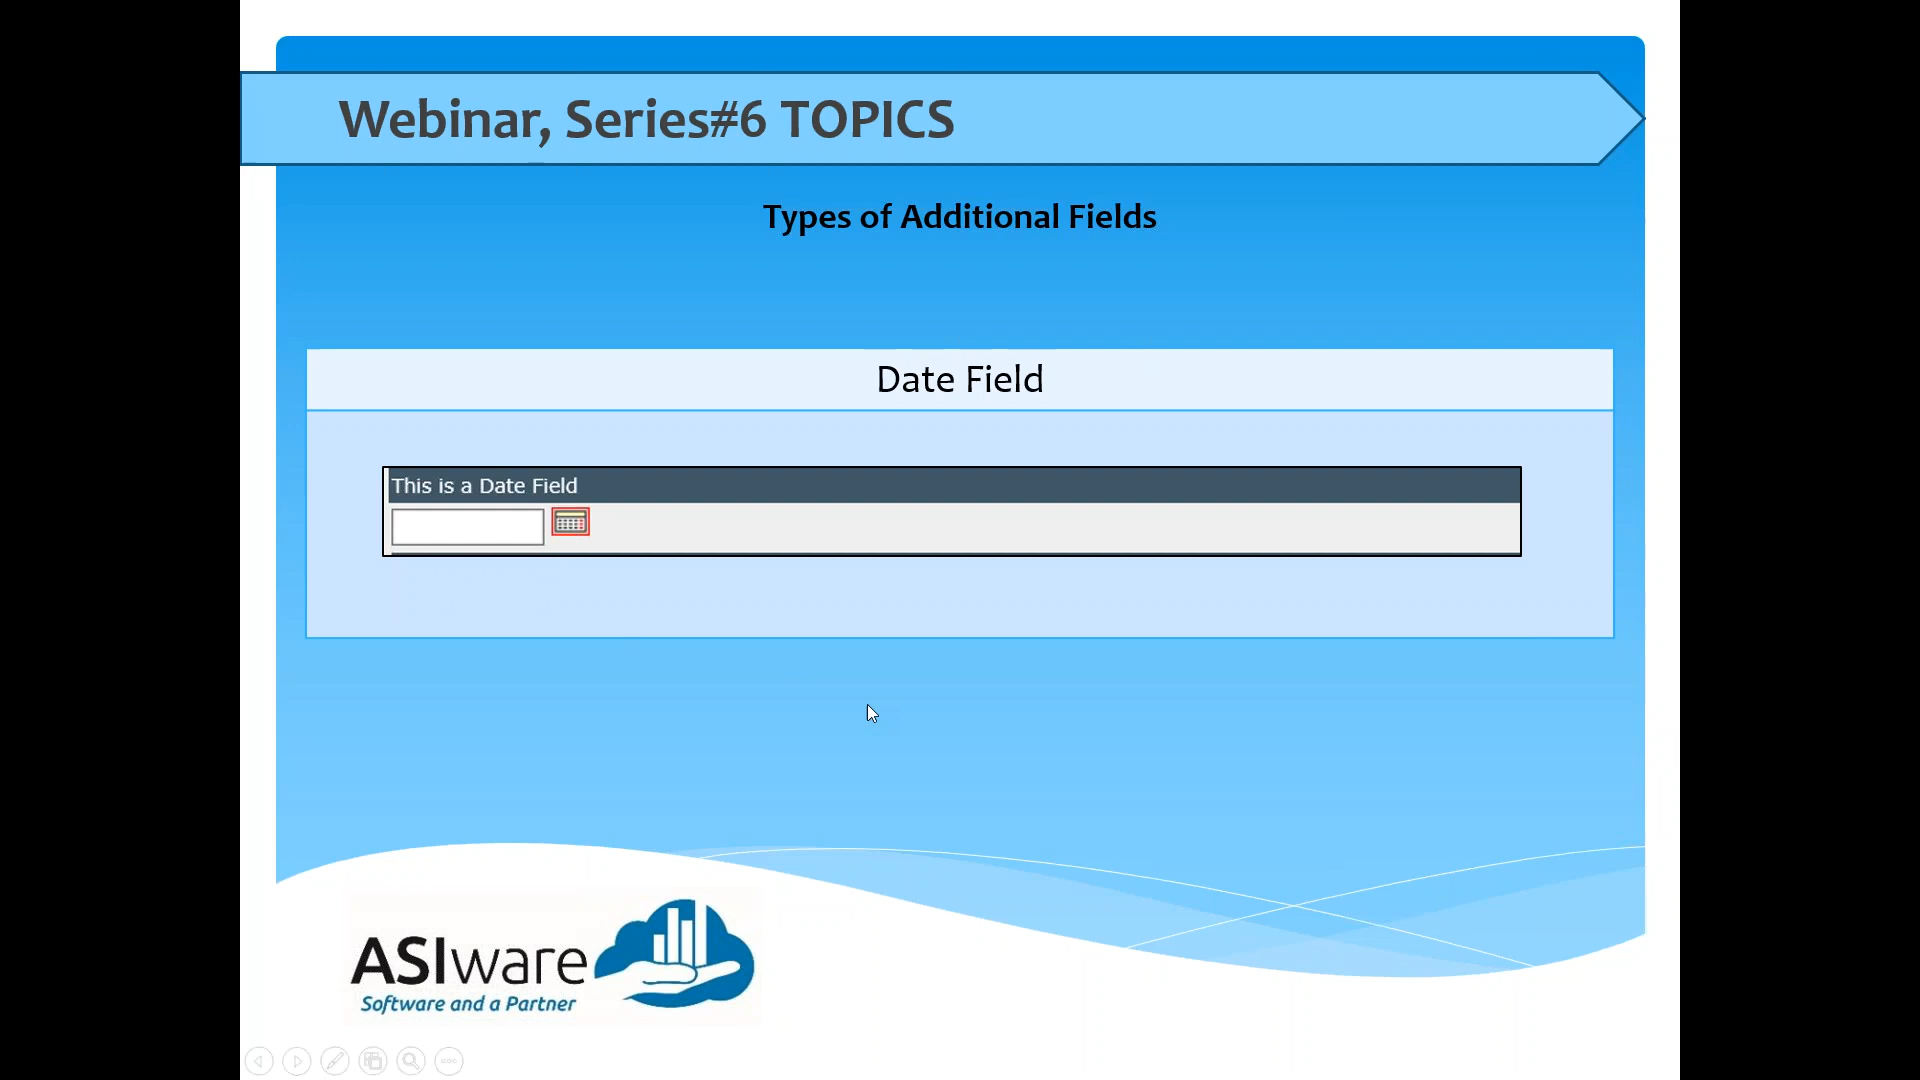 Webinar, Series#6 TOPICS
Types of Additional Fields
Date Field
This is a Date Field
ASIware
Software and a Partner